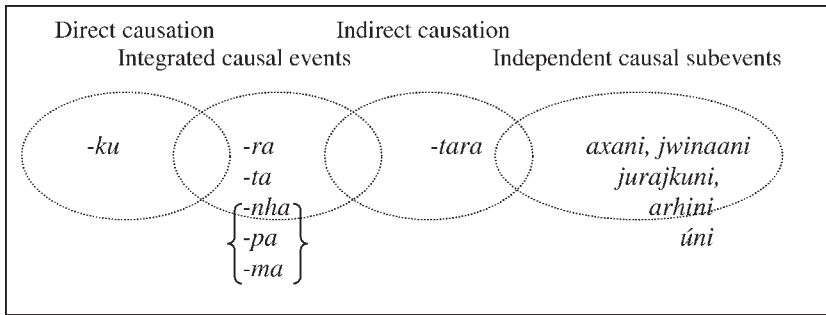 Direct causation Indirect causation
Integrated causal events Independent causal subevents
-ku -ra -tara axani, jwinaani
-ta jurajkuni,
-nha arhini
-pa úni
-ma